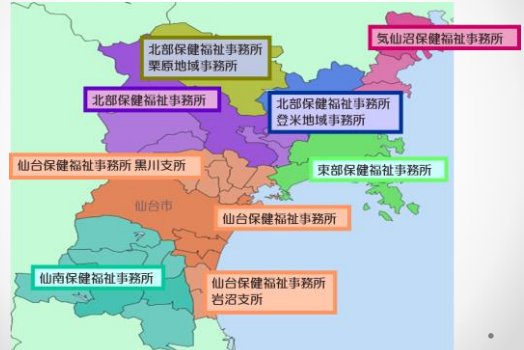 気仙沼保健福祉事務所
北部保健福祉事務所
栗原地域事務所
北部保健福祉事務所
北部保健福祉事務所
登米地域事務所
仙台保健福祉事務所 黒川支所
東部保健福祉事務所
仙台市
仙台保健福祉事務所
仙南保健福祉事務所
仙台保健福祉事務所
岩沼支所